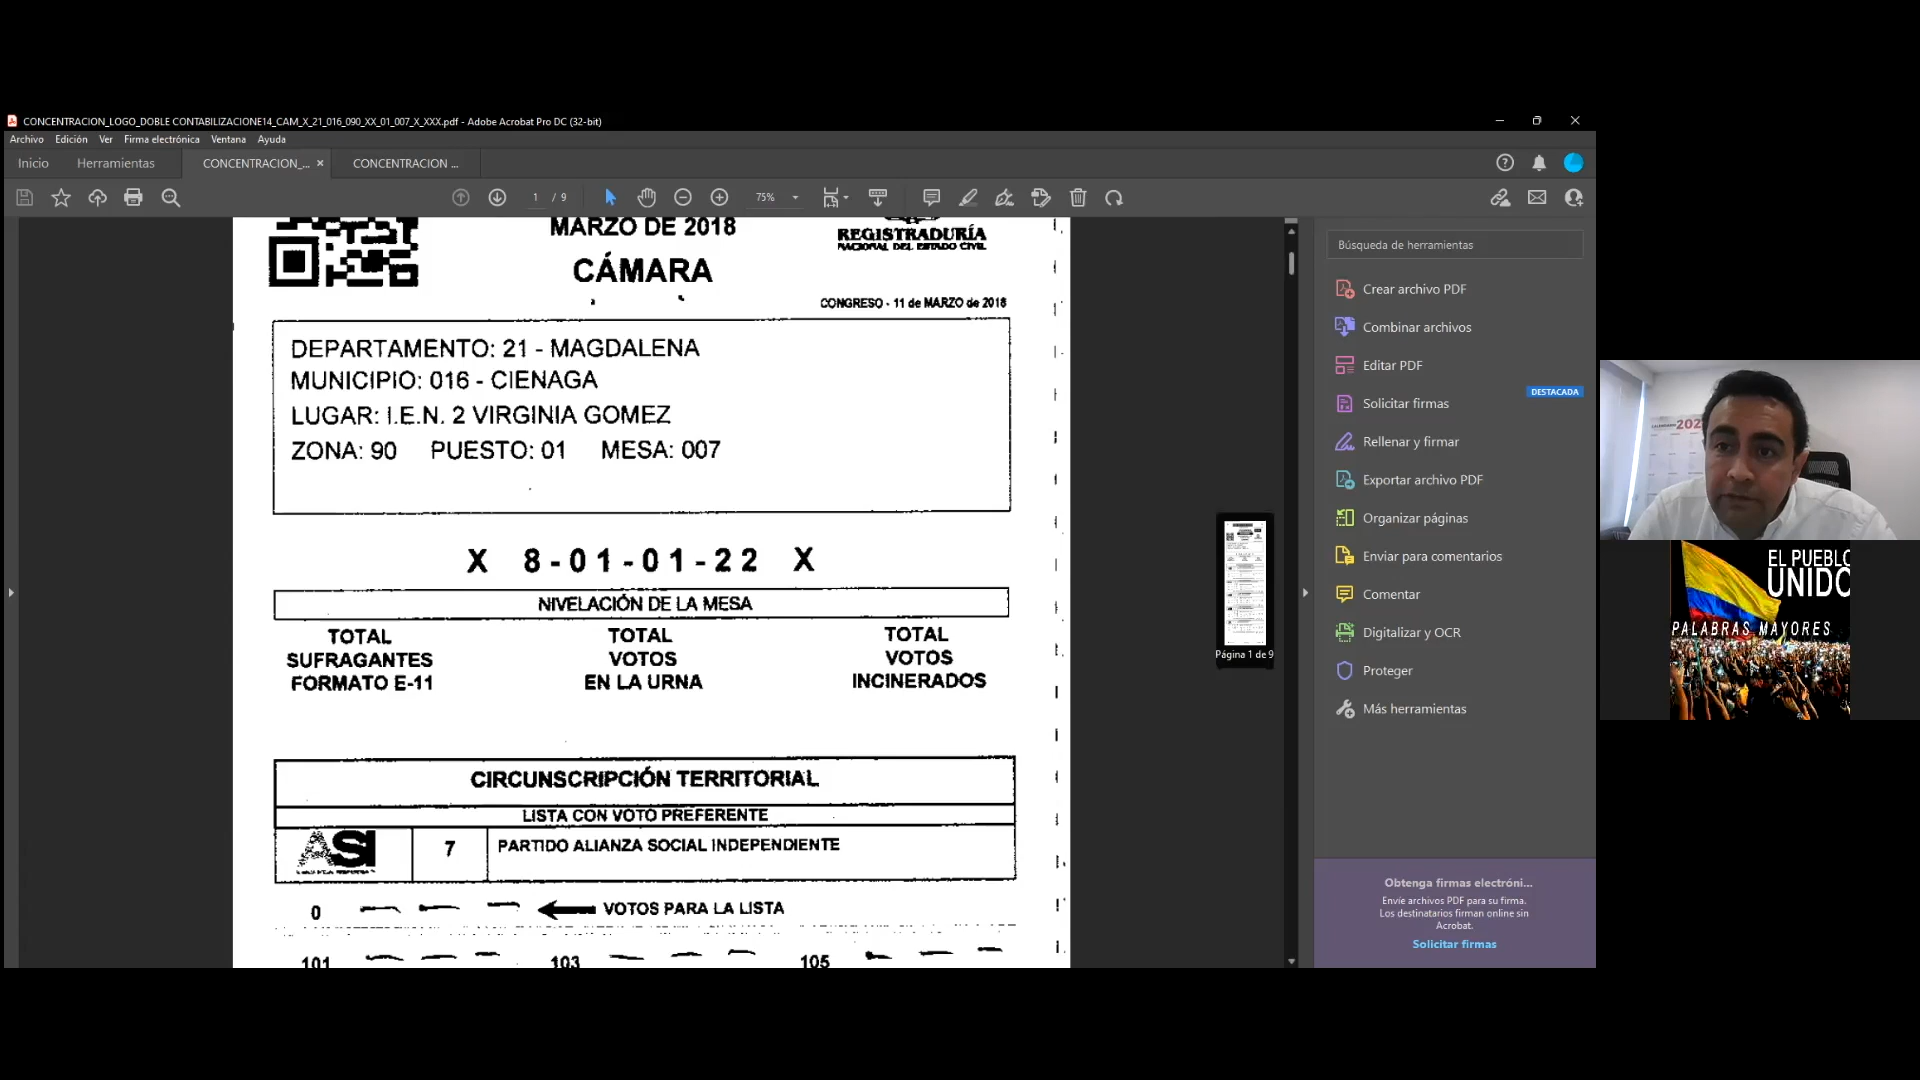 CONCENTRACION_LOGO_DOBLE CONTABILIZACIONE14_CAM_X_21_016_090_XX_01_007_X_XXX.pdf - Adobe Acrobat Pro DC (32-bit)
Archivo Edición Ver Firma electrónica Ventana Ayuda
Inicio Herramientas CONCENTRACION_... × CONCENTRACION ...
1 / 9 75%
MARZO DE 2018
REGISTRADURÍA
NACIONAL DEL ESTADO CIVIL
CÁMARA
CONGRESO - 11 de MARZO de 2018
DEPARTAMENTO: 21 - MAGDALENA
MUNICIPIO: 016 - CIENAGA
LUGAR: I.E.N. 2 VIRGINIA GOMEZ
ZONA: 90 PUESTO: 01 MESA: 007
X 8-01-01-22 X
NIVELACIÓN DE LA MESA
TOTAL SUFRAGANTES FORMATO E-11
TOTAL VOTOS EN LA URNA
TOTAL VOTOS INCINERADOS
CIRCUNSCRIPCIÓN TERRITORIAL
LISTA CON VOTO PREFERENTE
ASI 7 PARTIDO ALIANZA SOCIAL INDEPENDIENTE
0 VOTOS PARA LA LISTA
101 103 105
Página 1 de 9
Búsqueda de herramientas
Crear archivo PDF
Combinar archivos
Editar PDF
DESTACADA
Solicitar firmas
Rellenar y firmar
Exportar archivo PDF
Organizar páginas
Enviar para comentarios
Comentar
Digitalizar y OCR
Proteger
Más herramientas
Obtenga firmas electróni...
Envíe archivos PDF para su firma.
Los destinatarios firman online sin
Acrobat.
Solicitar firmas
202
EL PUEBLO
UNIDO
PALABRAS MAYORES